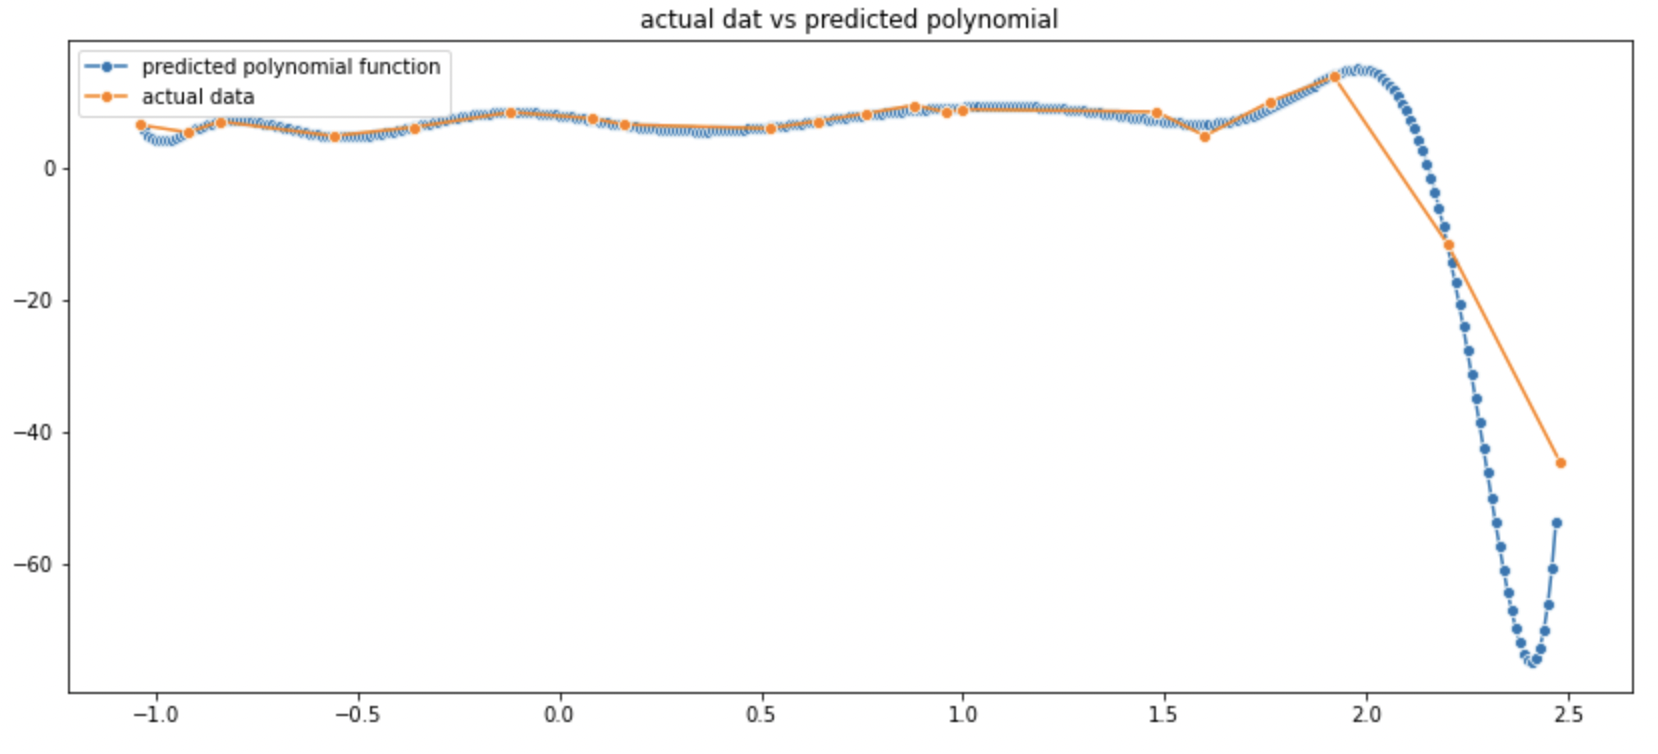 actual dat vs predicted polynomial
predicted polynomial function
actual data
0
−20
−40
−60
−1.0 −0.5 0.0 0.5 1.0 1.5 2.0 2.5